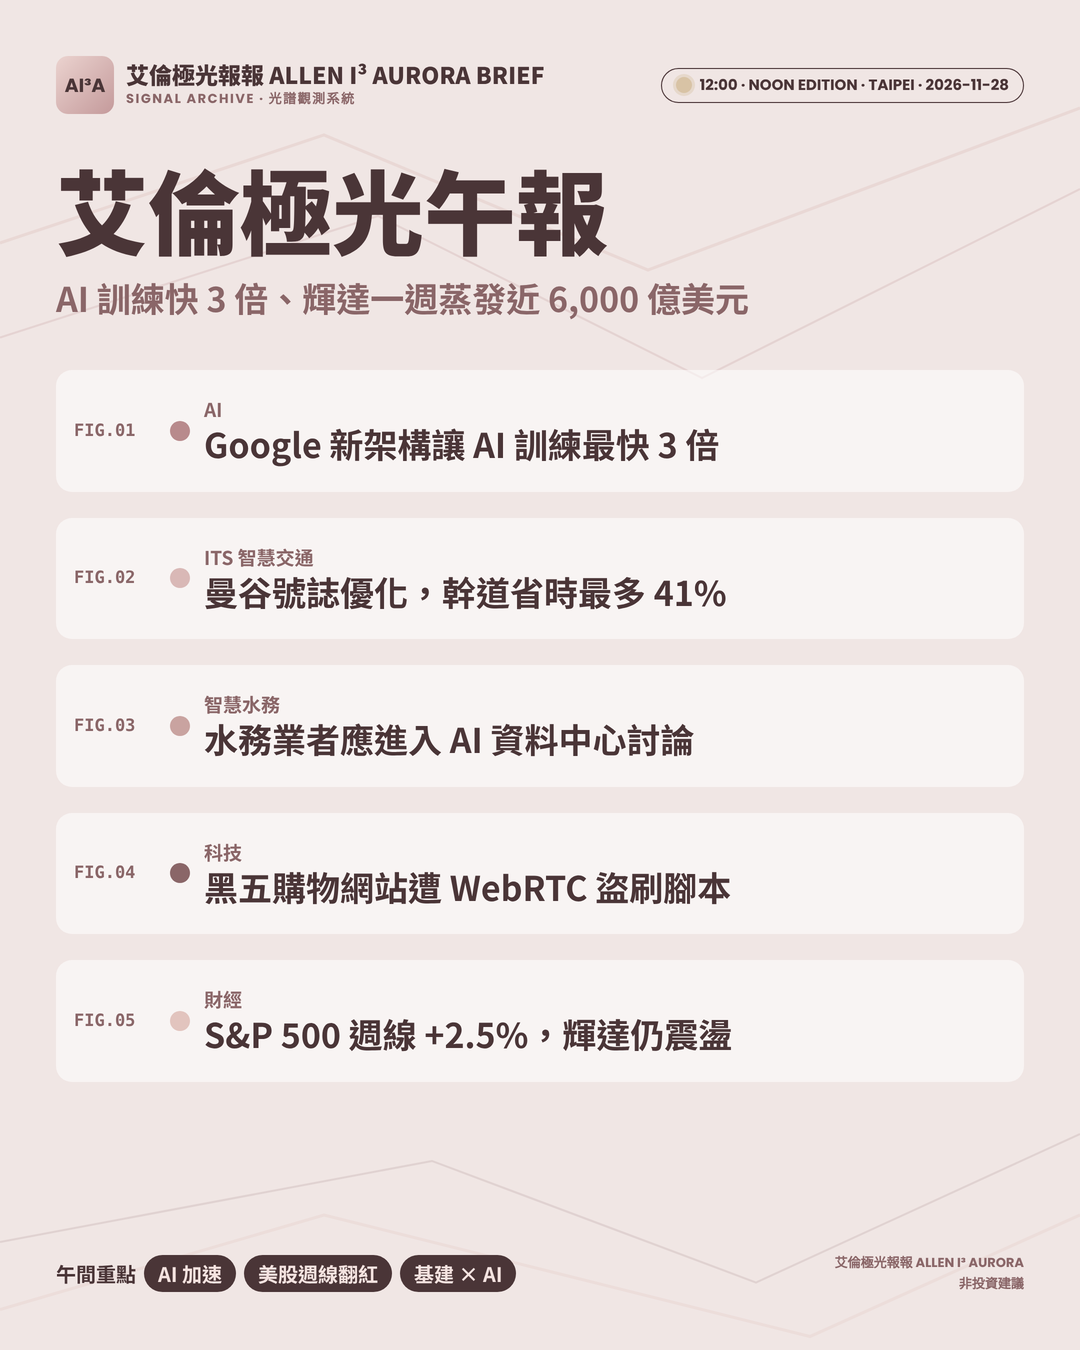 AI³A
艾倫極光報報 ALLEN I³ AURORA BRIEF
SIGNAL ARCHIVE · 光譜觀測系統
12:00 · NOON EDITION · TAIPEI · 2026-11-28
艾倫極光午報
AI 訓練快 3 倍、輝達一週蒸發近 6,000 億美元
FIG.01
AI
Google 新架構讓 AI 訓練最快 3 倍
FIG.02
ITS 智慧交通
曼谷號誌優化，幹道省時最多 41%
FIG.03
智慧水務
水務業者應進入 AI 資料中心討論
FIG.04
科技
黑五購物網站遭 WebRTC 盜刷腳本
FIG.05
財經
S&P 500 週線 +2.5%，輝達仍震盪
午間重點 AI 加速 美股週線翻紅 基建 × AI
艾倫極光報報 ALLEN I³ AURORA
非投資建議